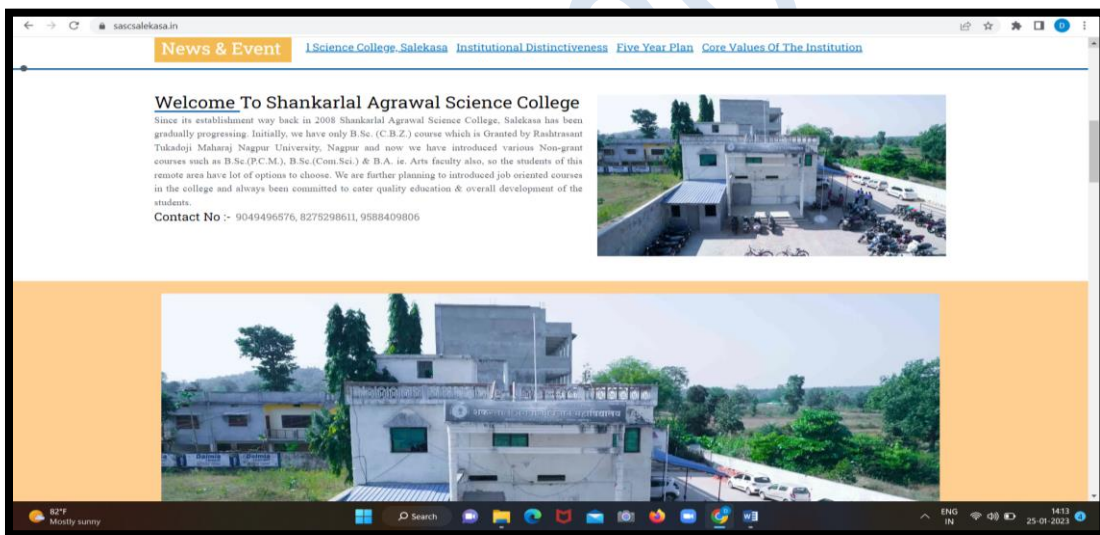 sascsalekasa.in
News & Event
l Science College, Salekasa Institutional Distinctiveness Five Year Plan Core Values Of The Institution
Welcome To Shankarlal Agrawal Science College
Since its establishment way back in 2008 Shankarlal Agrawal Science College, Salekasa has been
gradually progressing. Initially, we have only B.Sc. (C.B.Z.) course which is Granted by Rashtrasant
Tukadoji Maharaj Nagpur University, Nagpur and now we have introduced various Non-grant
courses such as B.Sc.(P.C.M.), B.Sc.(Com.Sci.) & B.A. ie. Arts faculty also, so the students of this
remote area have lot of options to choose. We are further planning to introduced job oriented courses
in the college and always been committed to cater quality education & overall development of the
students.
Contact No :- 9049496576, 8275298611, 9588409806
Dalmia Dalmia
82°F
Mostly sunny
Search
ENG
IN
14:13
25-01-2023
4